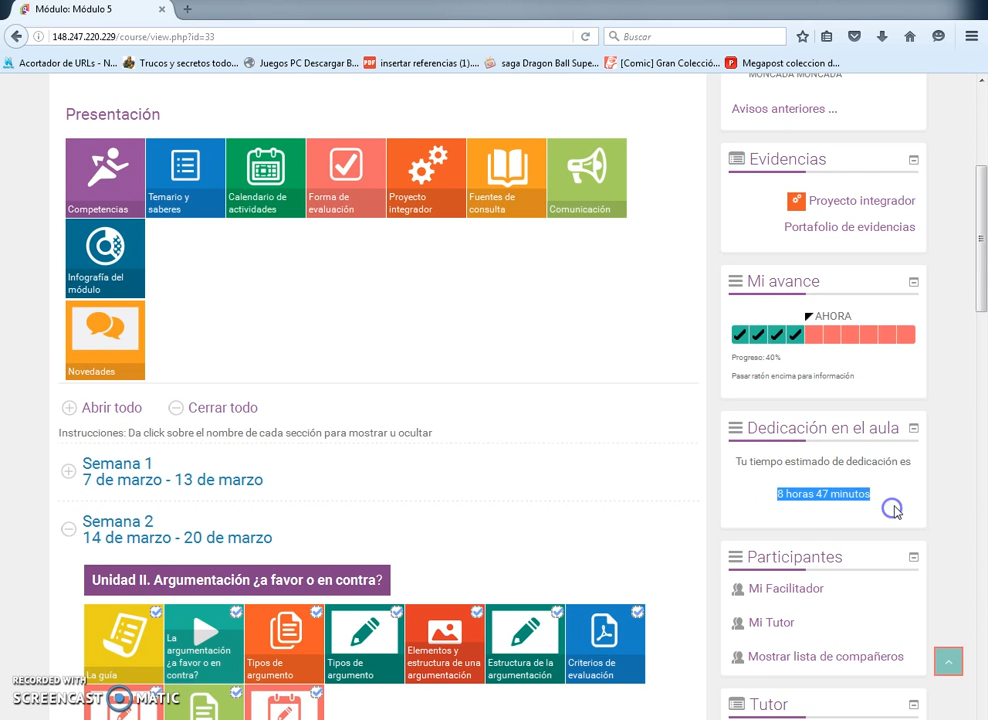 Módulo: Módulo 5
148.247.220.229/course/view.php?id=33
Buscar
Acortador de URLs - N...
Trucos y secretos todo...
Juegos PC Descargar B...
insertar referencias (1)....
saga Dragon Ball Supe...
[Comic] Gran Colecció...
Megapost coleccion d...
MONCADA MONCADA
Avisos anteriores ...
Presentación
Competencias
Temario y
saberes
Calendario de
actividades
Forma de
evaluación
Proyecto
integrador
Fuentes de
consulta
Comunicación
Infografía del
módulo
Novedades
Abrir todo
Cerrar todo
Instrucciones: Da click sobre el nombre de cada sección para mostrar u ocultar
Semana 1
7 de marzo - 13 de marzo
Semana 2
14 de marzo - 20 de marzo
Unidad II. Argumentación ¿a favor o en contra?
La guía
La
argumentación
¿a favor o en
contra?
Tipos de
argumento
Tipos de
argumento
Elementos y
estructura de una
argumentación
Estructura de la
argumentación
Criterios de
evaluación
Evidencias
Proyecto integrador
Portafolio de evidencias
Mi avance
AHORA
Progreso: 40%
Pasar ratón encima para información
Dedicación en el aula
Tu tiempo estimado de dedicación es
8 horas 47 minutos
Participantes
Mi Facilitador
Mi Tutor
Mostrar lista de compañeros
Tutor
RECORDED WITH
SCREENCAST MATIC